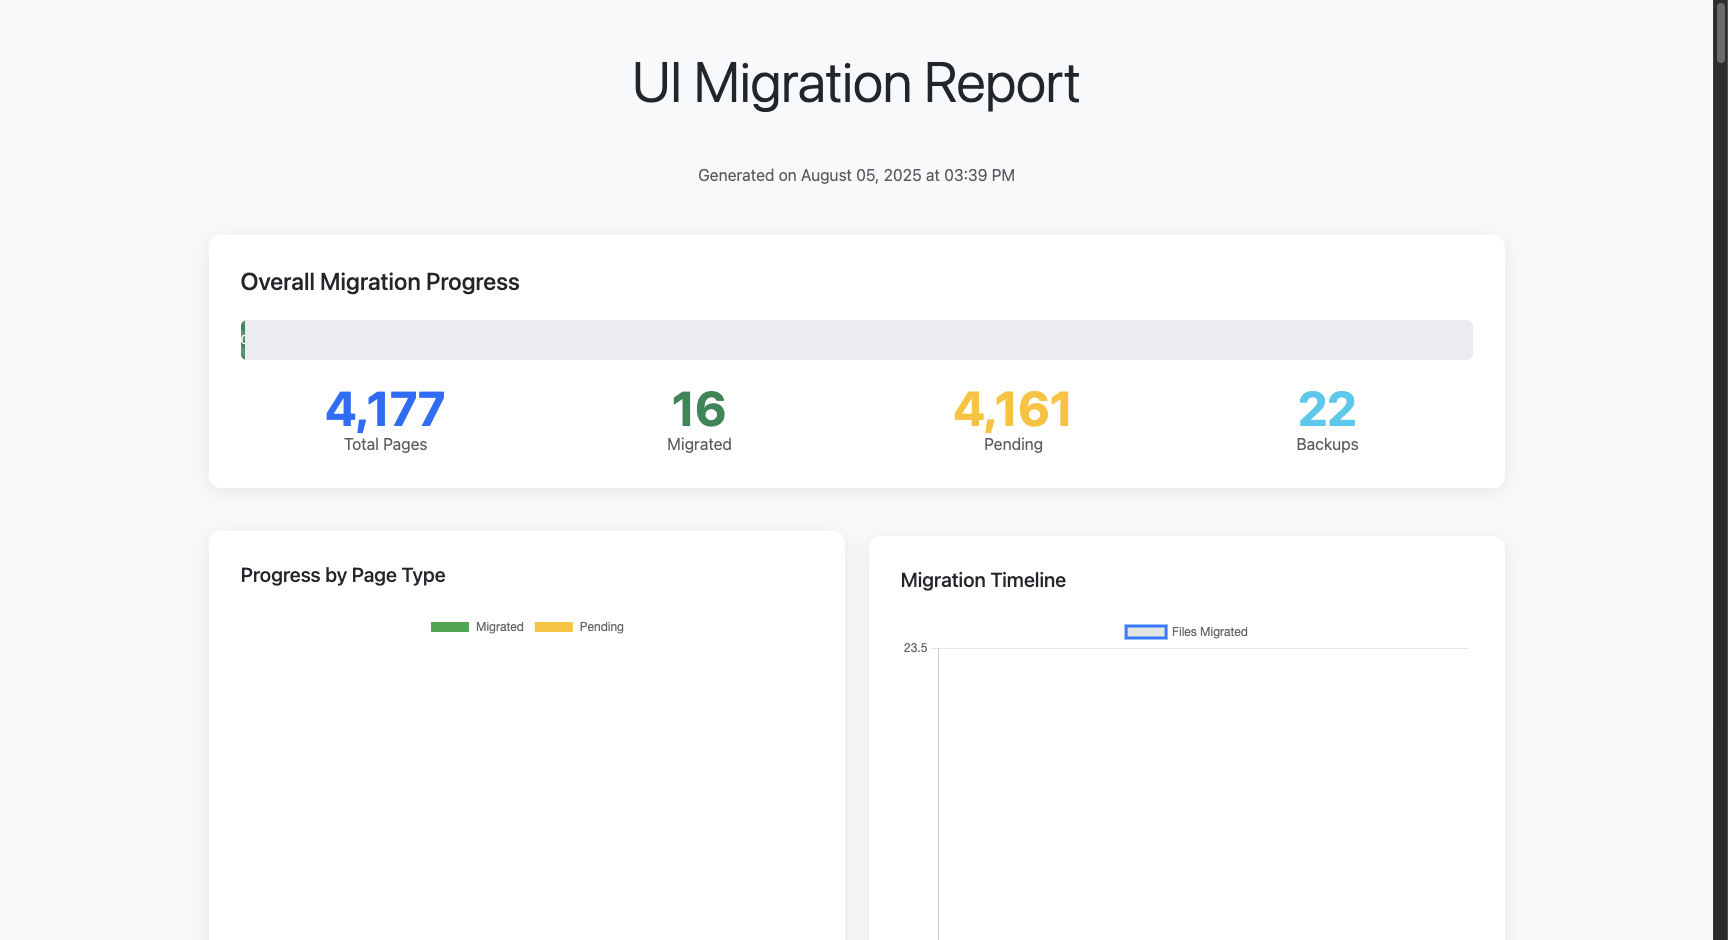 UI Migration Report
Generated on August 05, 2025 at 03:39 PM
Overall Migration Progress
4,177
Total Pages
16
Migrated
4,161
Pending
22
Backups
Progress by Page Type
Migrated
Pending
Migration Timeline
Files Migrated
23.5